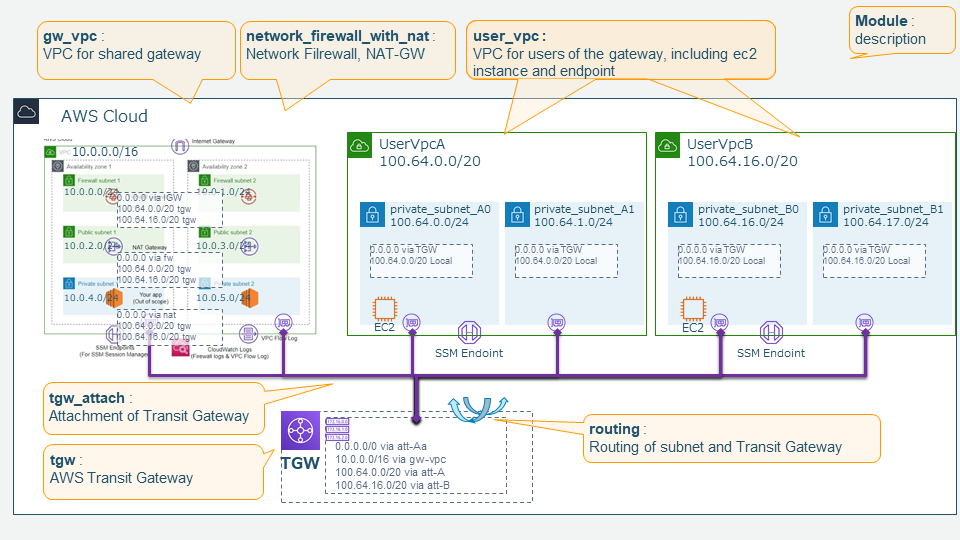 gw_vpc :
VPC for shared gateway
network_firewall_with_nat :
Network Filrewall, NAT-GW
user_vpc :
VPC for users of the gateway, including ec2
instance and endpoint
Module :
description
AWS Cloud
AWS Cloud
Internet Gateway
VPC 10.0.0.0/16
Availability zone 1
Availability zone 2
Firewall subnet 1
Firewall subnet 2
10.0.0.0/24
10.0.1.0/24
0.0.0.0 via IGW
100.64.0.0/20 tgw
100.64.16.0/20 tgw
Public subnet 1
Public subnet 2
10.0.2.0/24
NAT Gateway
10.0.3.0/24
0.0.0.0 via fw
100.64.0.0/20 tgw
100.64.16.0/20 tgw
Private subnet 1
Private subnet 2
10.0.4.0/24
Your app
(Out of scope)
10.0.5.0/24
0.0.0.0 via nat
100.64.0.0/20 tgw
100.64.16.0/20 tgw
SSM Endpoints
(For SSM Session Manager)
CloudWatch Logs
(Firewall logs & VPC Flow Log)
VPC Flow Log
UserVpcA
100.64.0.0/20
private_subnet_A0
100.64.0.0/24
0.0.0.0 via TGW
100.64.0.0/20 Local
EC2
private_subnet_A1
100.64.1.0/24
0.0.0.0 via TGW
100.64.0.0/20 Local
SSM Endoint
UserVpcB
100.64.16.0/20
private_subnet_B0
100.64.16.0/24
0.0.0.0 via TGW
100.64.16.0/20 Local
EC2
private_subnet_B1
100.64.17.0/24
0.0.0.0 via TGW
100.64.16.0/20 Local
SSM Endoint
tgw_attach :
Attachment of Transit Gateway
tgw :
AWS Transit Gateway
TGW
172.16.0.0
172.16.1.0
172.16.2.0
0.0.0.0/0 via att-Aa
10.0.0.0/16 via gw-vpc
100.64.0.0/20 via att-A
100.64.16.0/20 via att-B
routing :
Routing of subnet and Transit Gateway